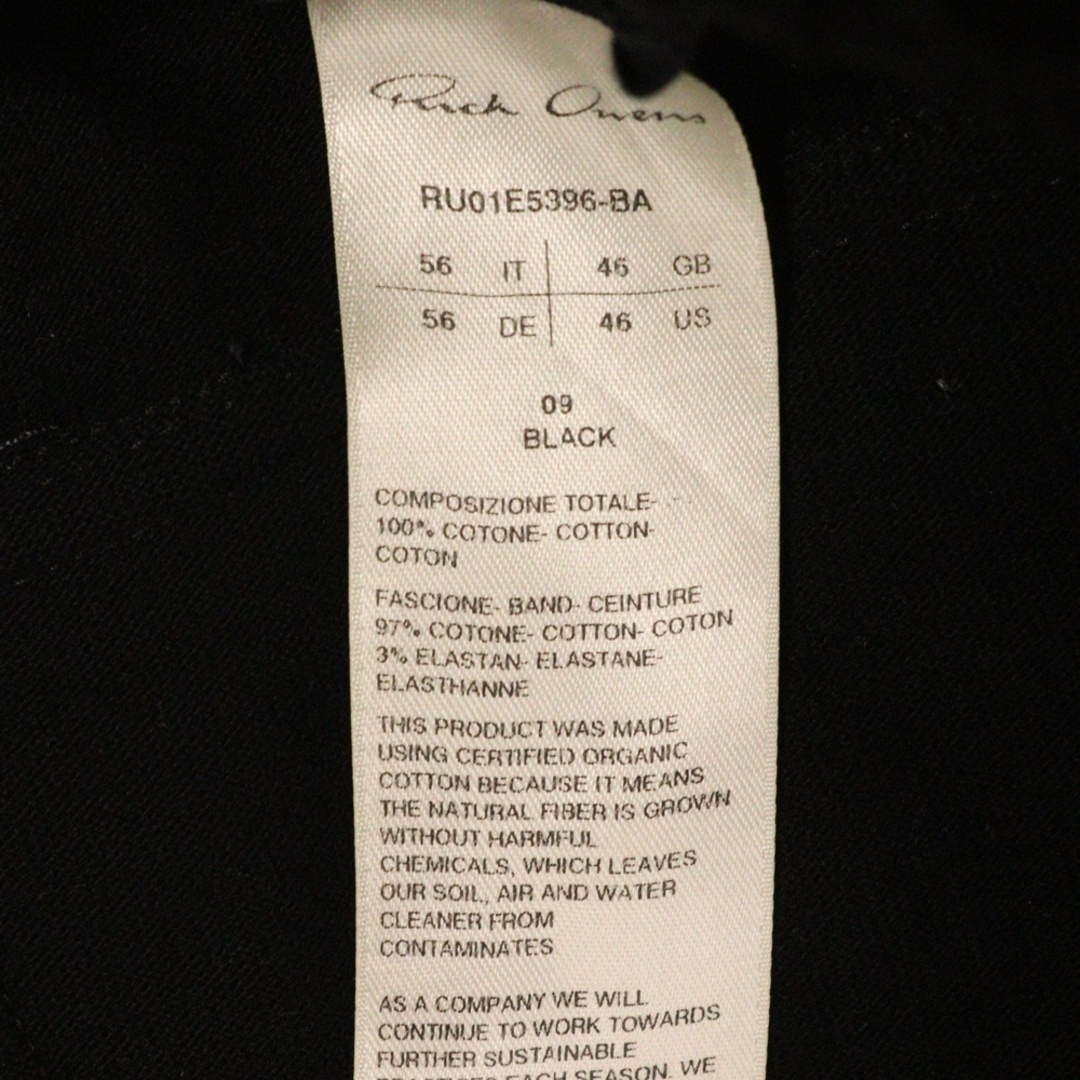 Rick Owens
RU01E5396-BA
56 IT 46 GB
56 DE 46 US
09
BLACK
COMPOSIZIONE TOTALE- -
100% COTONE- COTTON-
COTON
FASCIONE- BAND- CEINTURE
97% COTONE- COTTON- COTON
3% ELASTAN- ELASTANE-
ELASTHANNE
THIS PRODUCT WAS MADE
USING CERTIFIED ORGANIC
COTTON BECAUSE IT MEANS
THE NATURAL FIBER IS GROWN
WITHOUT HARMFUL
CHEMICALS, WHICH LEAVES
OUR SOIL, AIR AND WATER
CLEANER FROM
CONTAMINATES
AS A COMPANY WE WILL
CONTINUE TO WORK TOWARDS
FURTHER SUSTAINABLE
EACH SEASON. WE